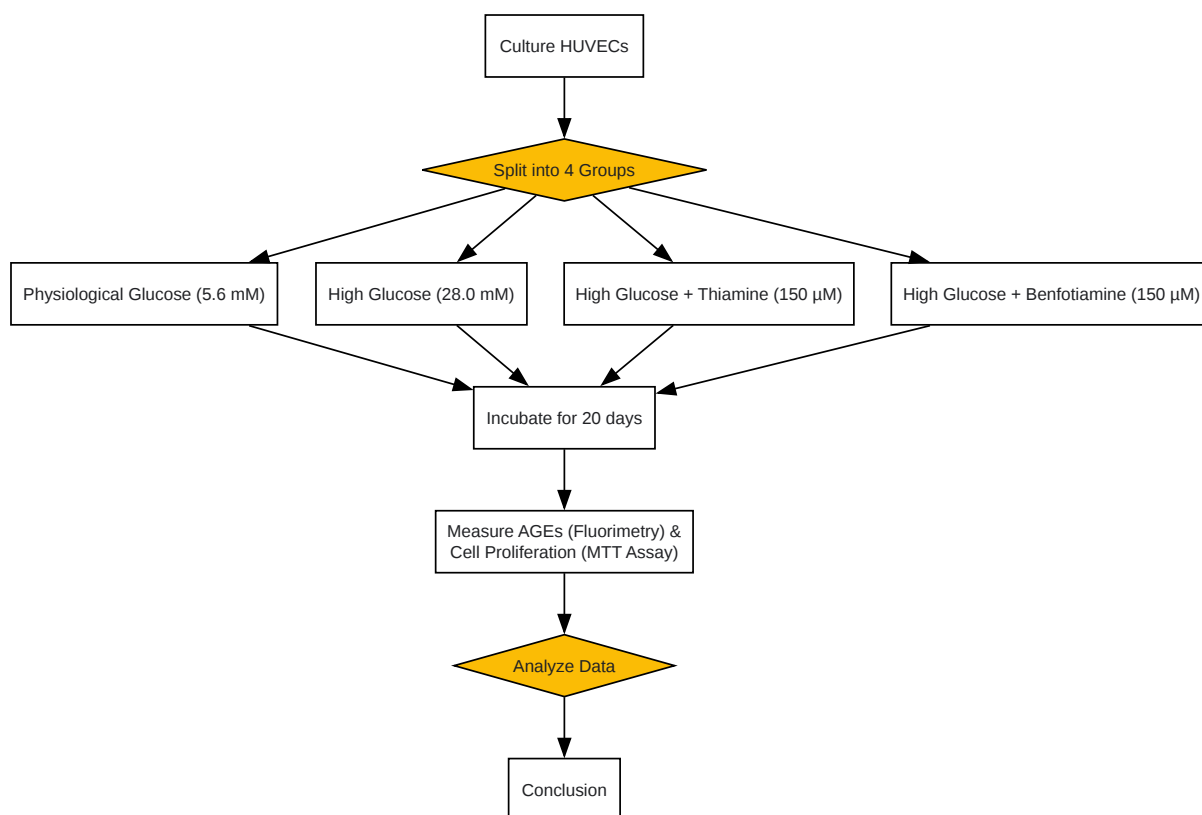 Culture HUVECs
Split into 4 Groups
Physiological Glucose (5.6 mM)
High Glucose (28.0 mM)
High Glucose + Thiamine (150 µM)
High Glucose + Benfotiamine (150 µM)
Incubate for 20 days
Measure AGEs (Fluorimetry) &
Cell Proliferation (MTT Assay)
Analyze Data
Conclusion